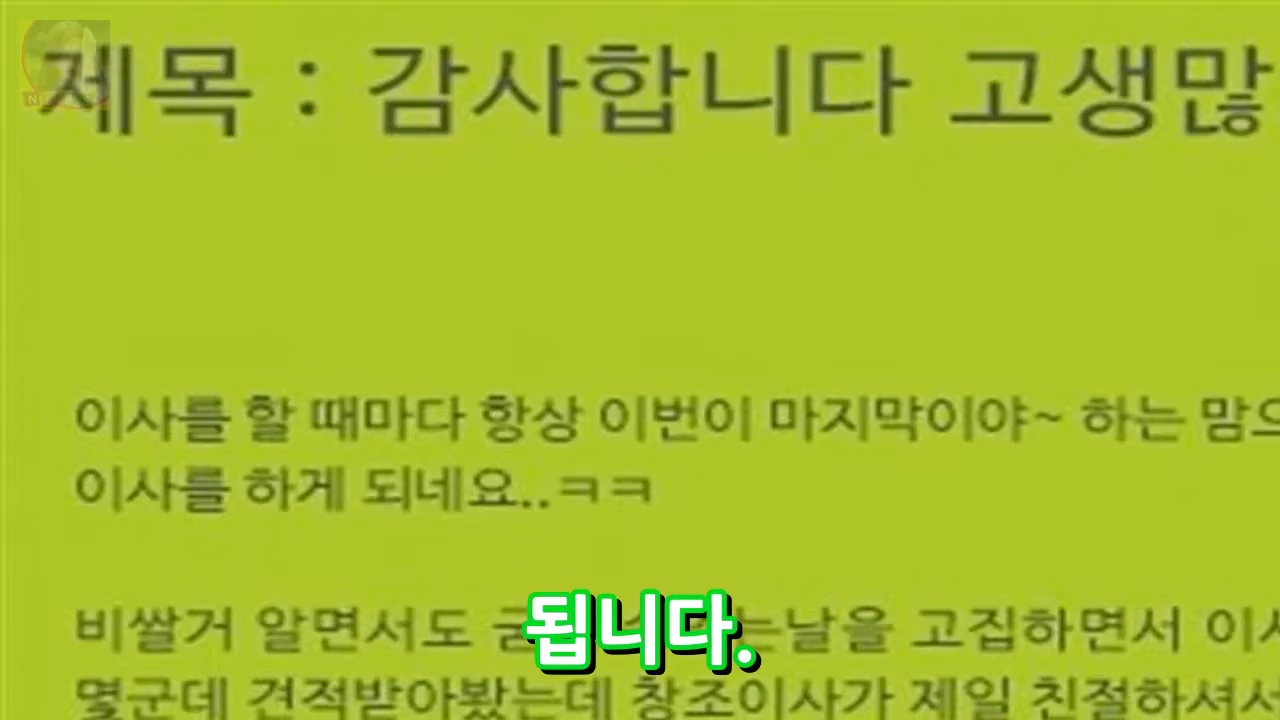 제목 : 감사합니다 고생많
이사를 할 때마다 항상 이번이 마지막이야~ 하는 맘으
이사를 하게 되네요..ㅋㅋ
비쌀거 알면서도 는날을 고집하면서 이사
됩니다.
몇군데 견적받아봤는데 창조이사가 제일 친절하셔서